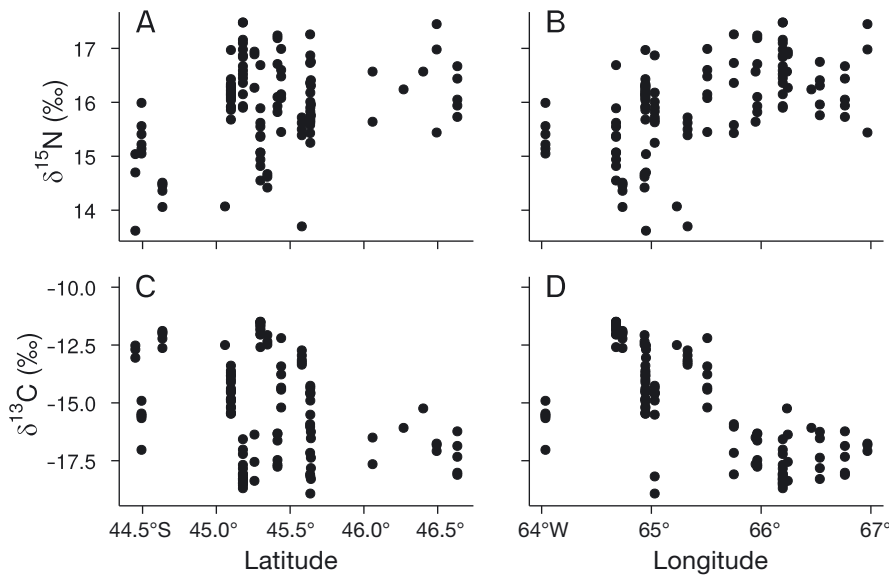 A
B
δ15N (‰)
17
16
15
14
C
D
δ13C (‰)
-10.0
-12.5
-15.0
-17.5
44.5°S 45.0° 45.5° 46.0° 46.5°
64°W 65° 66° 67°
Latitude
Longitude